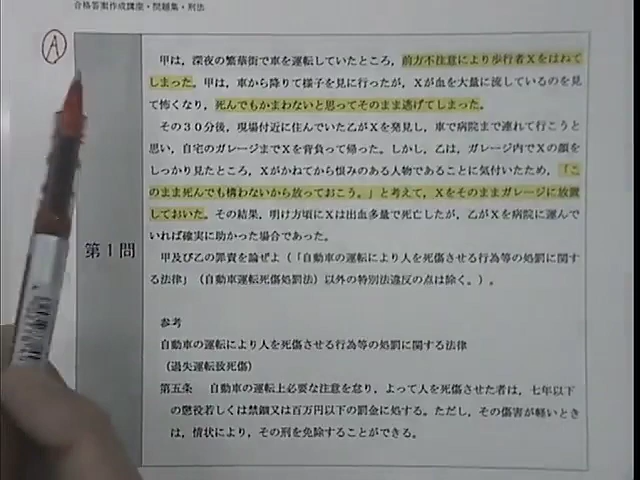 合格答案作成講座・問題集・刑法
A
第1問
甲は，深夜の繁華街で車を運転していたところ，前方不注意により歩行者Xをはねて
しまった。甲は，車から降りて様子を見に行ったが，Xが血を大量に流しているのを見
て怖くなり，死んでもかまわないと思ってそのまま逃げてしまった。
その30分後，現場付近に住んでいた乙がXを発見し，車で病院まで連れて行こうと
思い，自宅のガレージまでXを背負って帰った。しかし，乙は，ガレージ内でXの顔を
しっかり見たところ，Xがかねてから恨みのある人物であることに気付いたため，「こ
のまま死んでも構わないから放っておこう。」と考えて，Xをそのままガレージに放置
しておいた。その結果，明け方頃にXは出血多量で死亡したが，乙がXを病院に運んで
いれば確実に助かった場合であった。
甲及び乙の罪責を論ぜよ（「自動車の運転により人を死傷させる行為等の処罰に関す
る法律」（自動車運転死傷処罰法）以外の特別法違反の点は除く。）。
参考
自動車の運転により人を死傷させる行為等の処罰に関する法律
（過失運転致死傷）
第五条　自動車の運転上必要な注意を怠り，よって人を死傷させた者は，七年以下
の懲役若しくは禁錮又は百万円以下の罰金に処する。ただし，その傷害が軽いとき
は，情状により，その刑を免除することができる。